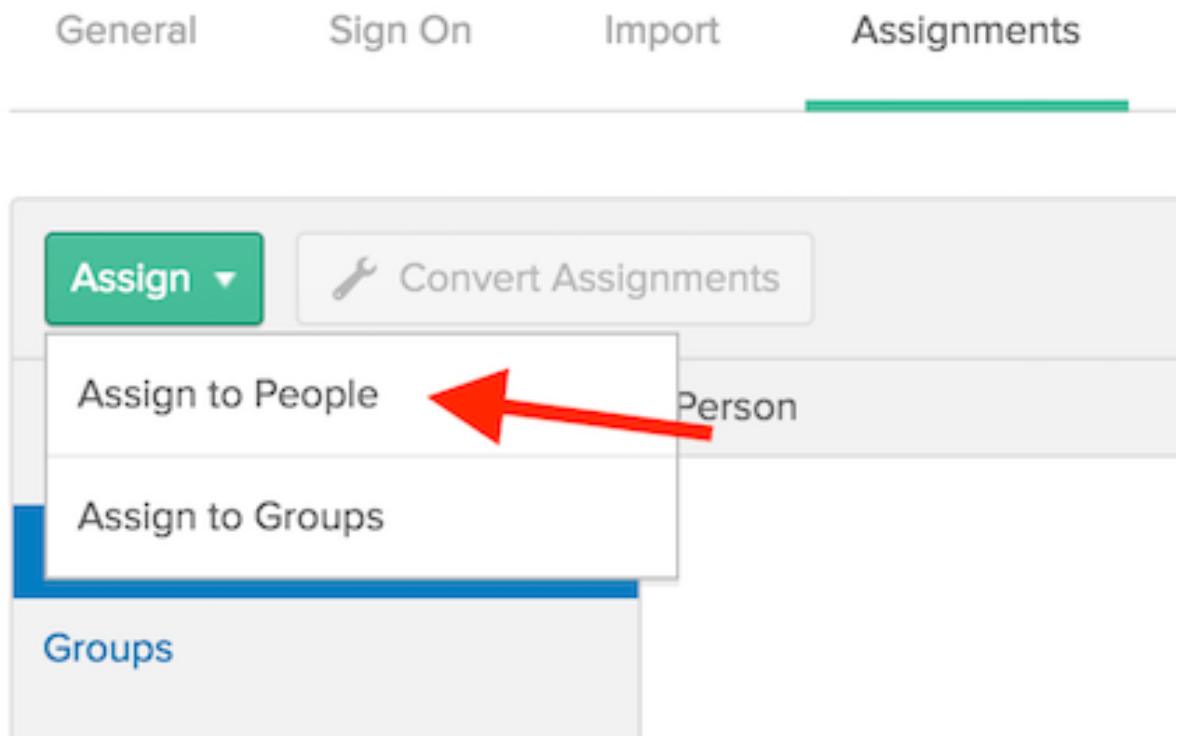 General Sign On Import Assignments
Assign Convert Assignments
Assign to People
Person
Assign to Groups
Groups